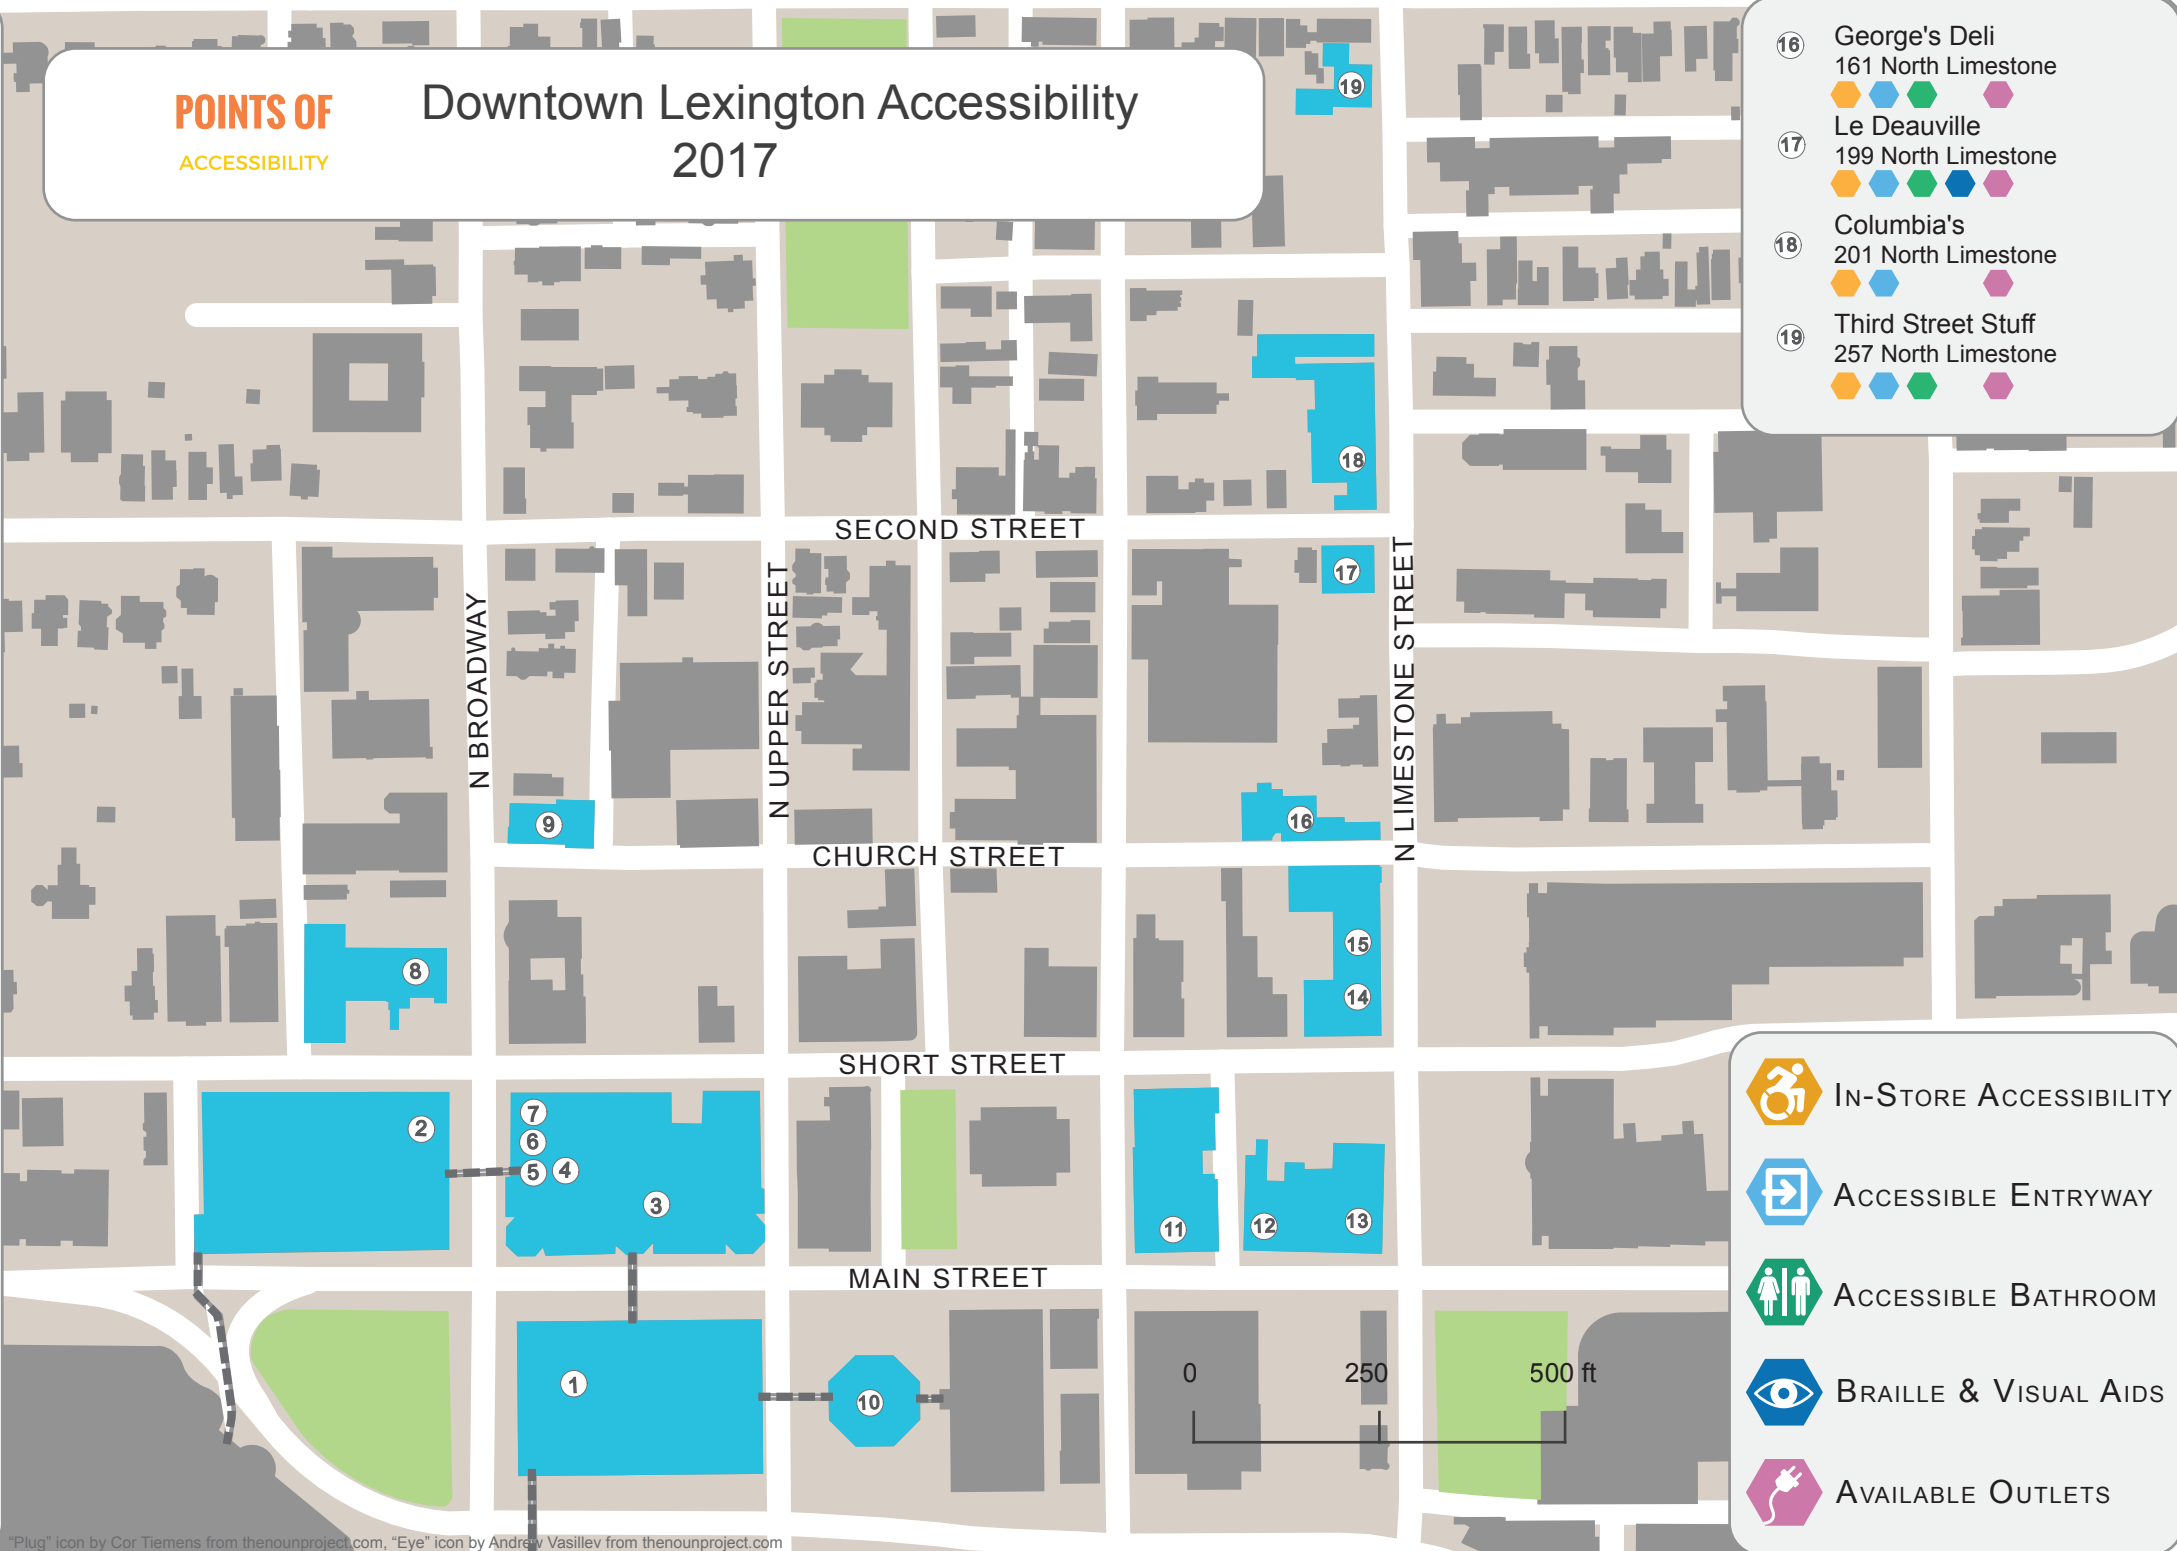 POINTS OF
ACCESSIBILITY
Downtown Lexington Accessibility
2017
16
George's Deli
161 North Limestone
17
Le Deauville
199 North Limestone
18
Columbia's
201 North Limestone
19
Third Street Stuff
257 North Limestone
19
18
SECOND STREET
17
N BROADWAY
N UPPER STREET
N LIMESTONE STREET
9
16
CHURCH STREET
15
8
14
SHORT STREET
7
2
6
5
4
3
11
12
13
MAIN STREET
1
10
0
250
500 ft
IN-STORE ACCESSIBILITY
ACCESSIBLE ENTRYWAY
ACCESSIBLE BATHROOM
BRAILLE & VISUAL AIDS
AVAILABLE OUTLETS
"Plug" icon by Cor Tiemens from thenounproject.com, "Eye" icon by Andrew Vasillev from thenounproject.com